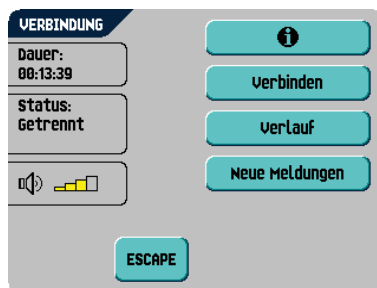 VERBINDUNG
Dauer:
00:13:39
Status:
Getrennt
Verbinden
Verlauf
Neue Meldungen
ESCAPE